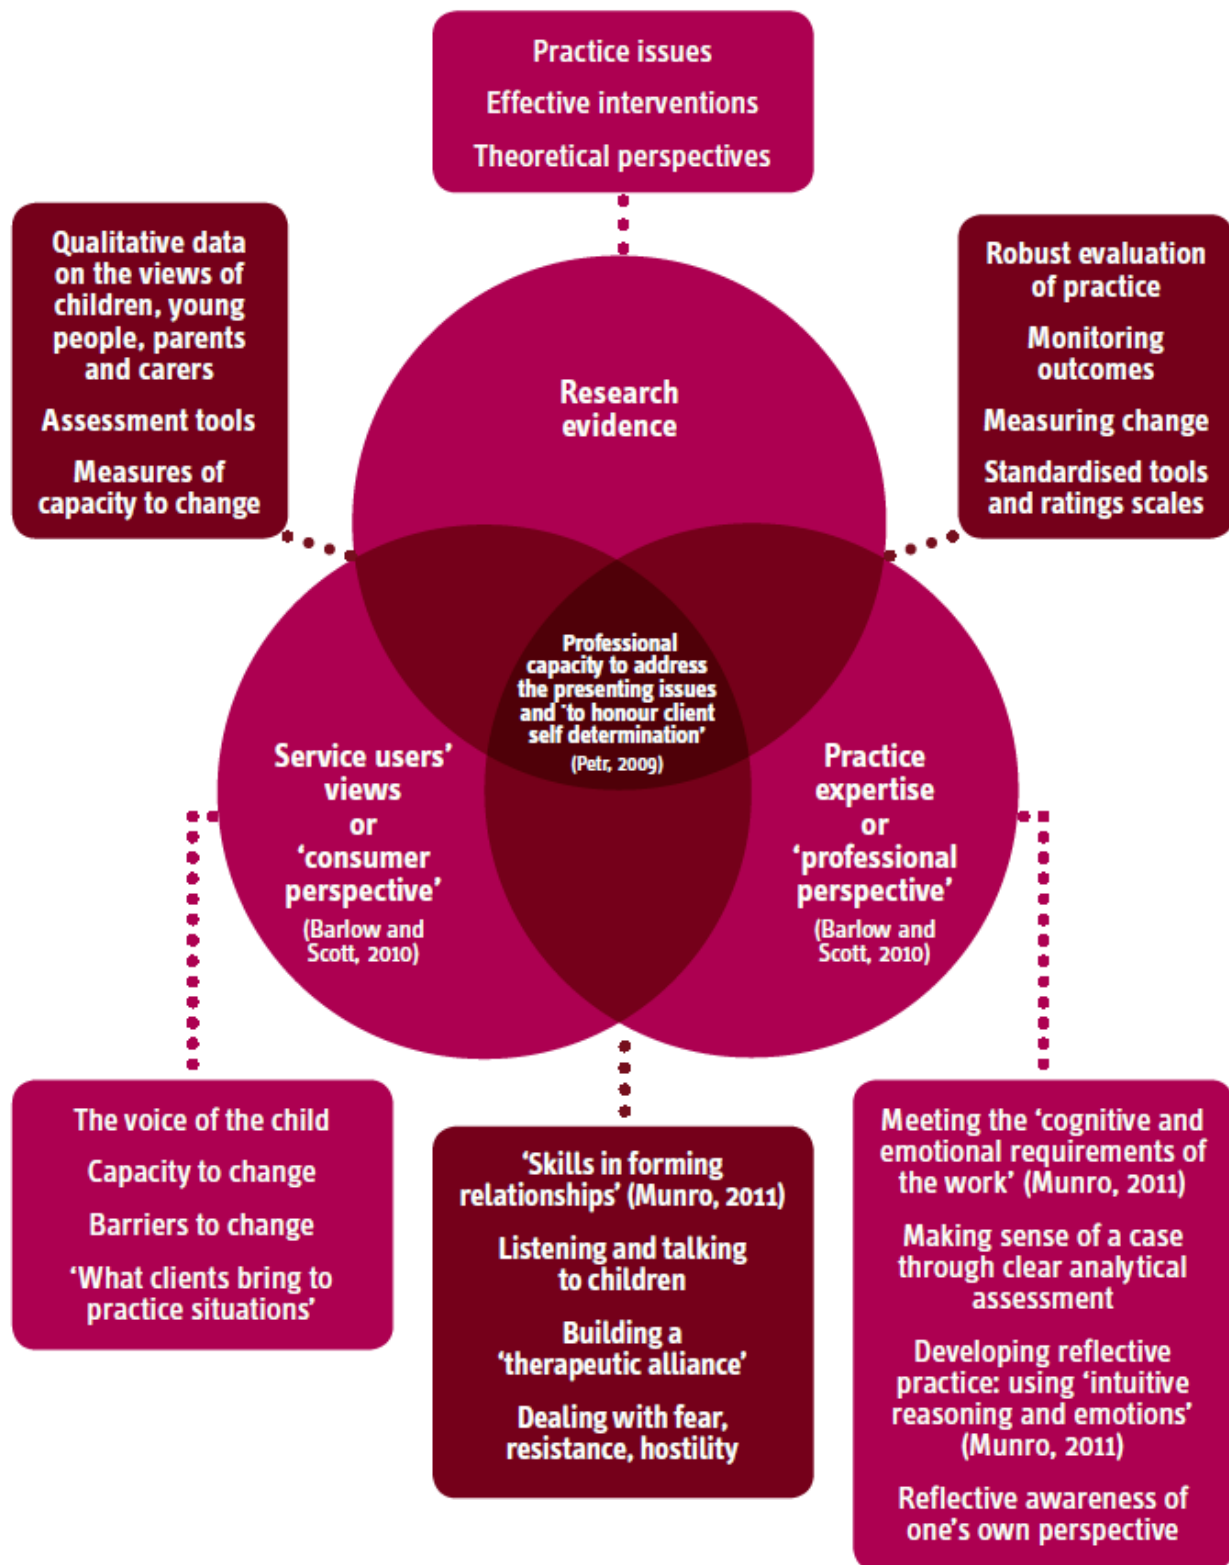 Practice issues
Effective interventions
Theoretical perspectives
Qualitative data
on the views of
children, young
people, parents
and carers
Assessment tools
Measures of
capacity to change
Robust evaluation
of practice
Monitoring
outcomes
Measuring change
Standardised tools
and ratings scales
Research
evidence
Professional
capacity to address
the presenting issues
and 'to honour client
self determination’
(Petr, 2009)
Service users’
views
or
‘consumer
perspective’
(Barlow and
Scott, 2010)
Practice
expertise
or
‘professional
perspective’
(Barlow and
Scott, 2010)
The voice of the child
Capacity to change
Barriers to change
‘What clients bring to
practice situations’
‘Skills in forming
relationships’ (Munro, 2011)
Listening and talking
to children
Building a
‘therapeutic alliance’
Dealing with fear,
resistance, hostility
Meeting the ‘cognitive and
emotional requirements of
the work’ (Munro, 2011)
Making sense of a case
through clear analytical
assessment
Developing reflective
practice: using ‘intuitive
reasoning and emotions’
(Munro, 2011)
Reflective awareness of
one’s own perspective